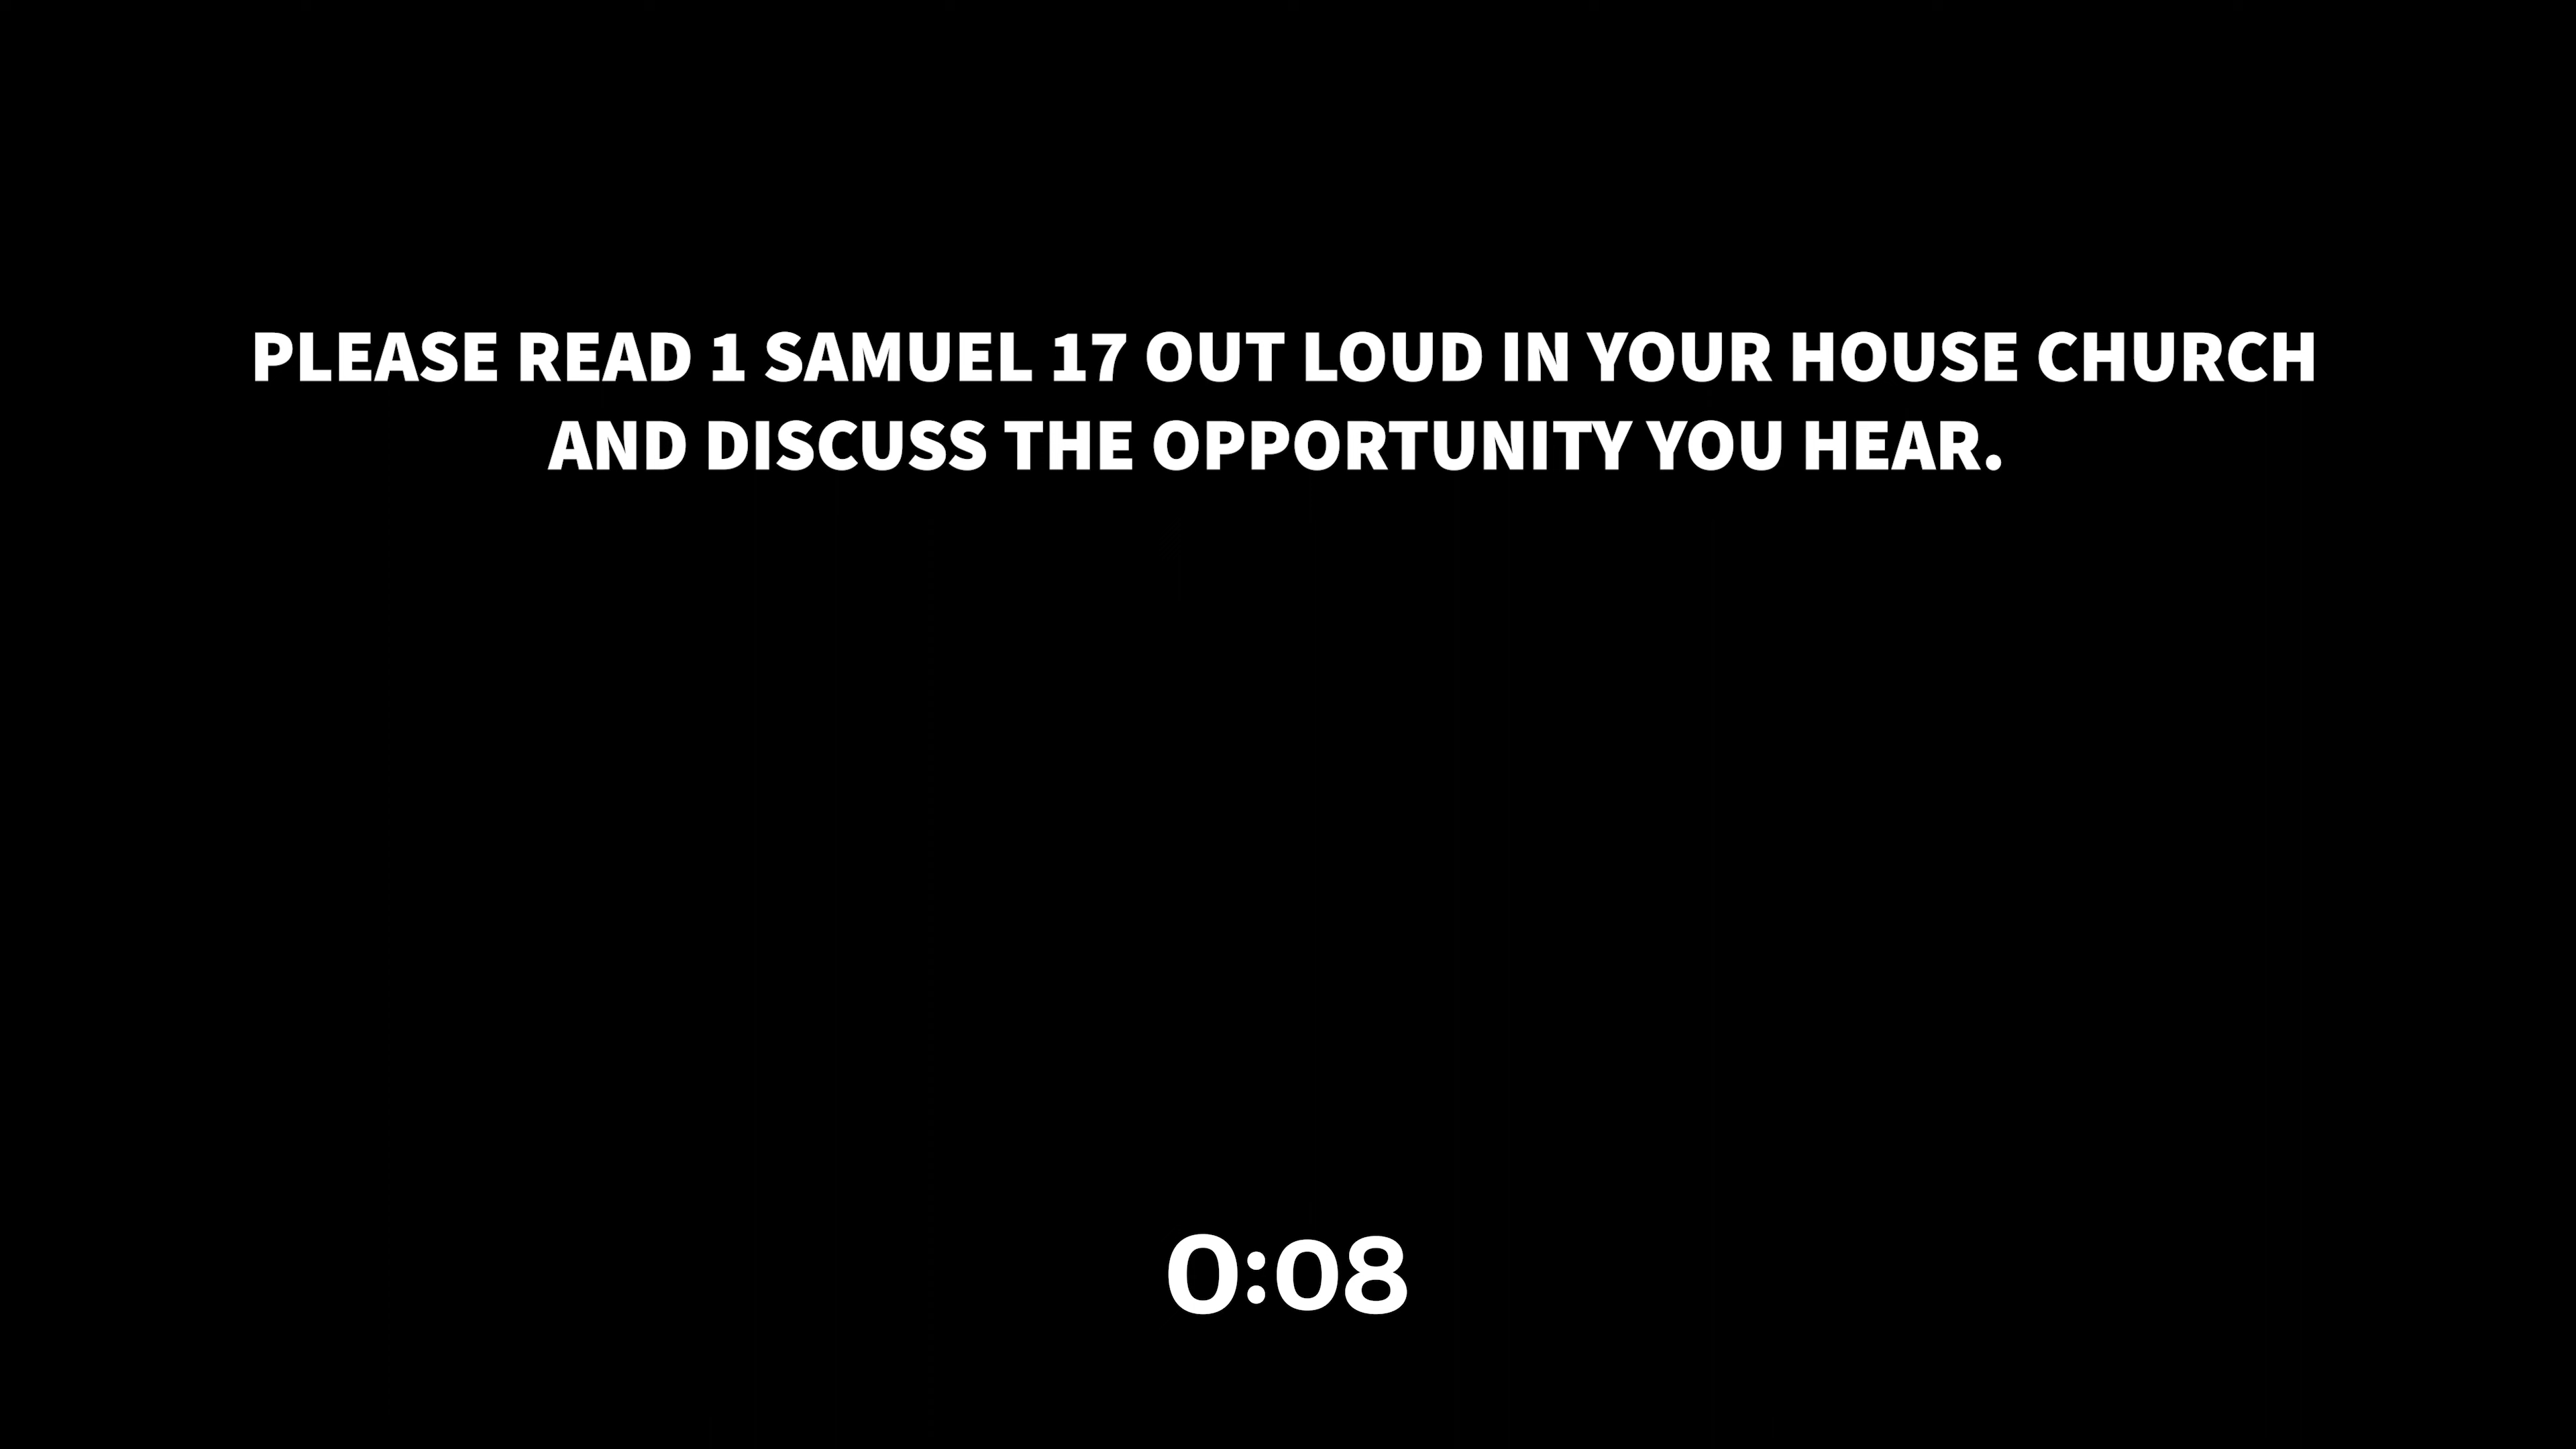 PLEASE READ 1 SAMUEL 17 OUT LOUD IN YOUR HOUSE CHURCH
AND DISCUSS THE OPPORTUNITY YOU HEAR.
0:08